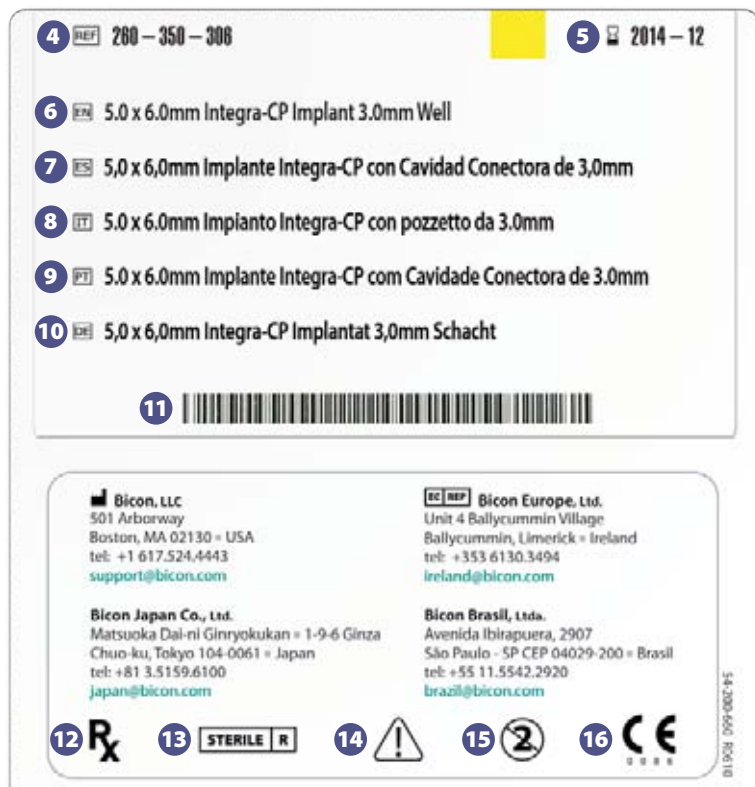 4 REF 260 – 350 – 306
5 2014 – 12
6 EN 5.0 x 6.0mm Integra-CP Implant 3.0mm Well
7 ES 5,0 x 6,0mm Implante Integra-CP con Cavidad Conectora de 3,0mm
8 IT 5.0 x 6.0mm Impianto Integra-CP con pozzetto da 3.0mm
9 PT 5.0 x 6.0mm Implante Integra-CP com Cavidade Conectora de 3.0mm
10 DE 5,0 x 6,0mm Integra-CP Implantat 3,0mm Schacht
11
Bicon, LLC
501 Arborway
Boston, MA 02130 • USA
tel: +1 617.524.4443
support@bicon.com
EC REP Bicon Europe, Ltd.
Unit 4 Ballycummin Village
Ballycummin, Limerick • Ireland
tel: +353 6130.3494
ireland@bicon.com
Bicon Japan Co., Ltd.
Matsuoka Dai-ni Ginryokukan • 1-9-6 Ginza
Chuo-ku, Tokyo 104-0061 • Japan
tel: +81 3.5159.6100
japan@bicon.com
Bicon Brasil, Ltda.
Avenida Ibirapuera, 2907
São Paulo - SP CEP 04029-200 • Brasil
tel: +55 11.5542.2920
brazil@bicon.com
12 Rx
13 STERILE R
14 !
15 2
16 CE